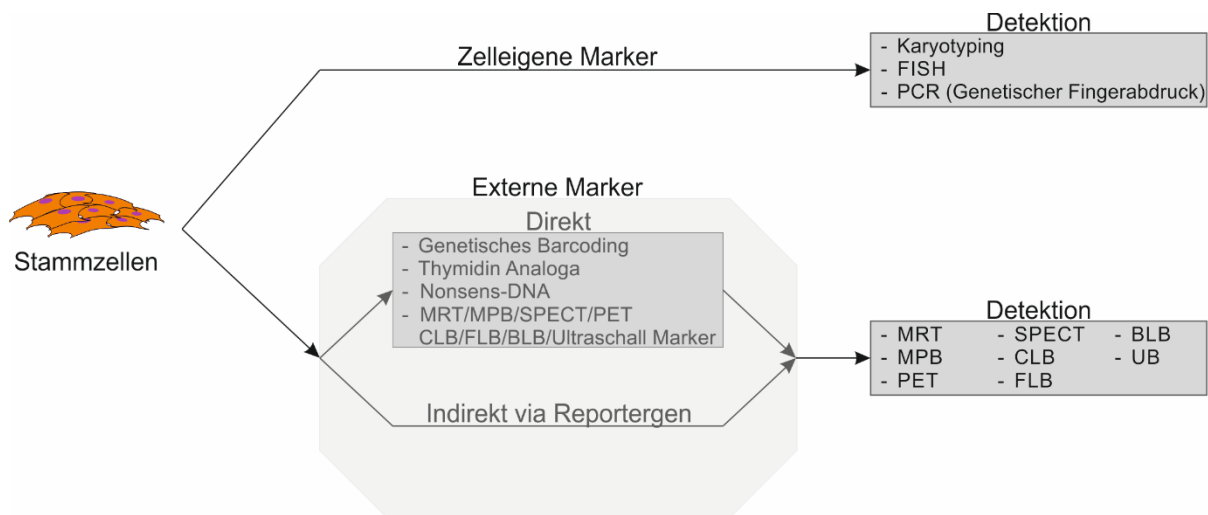 Detektion
Zelleigene Marker
- Karyotyping
- FISH
- PCR (Genetischer Fingerabdruck)
Stammzellen
Externe Marker
Direkt
- Genetisches Barcoding
- Thymidin Analoga
- Nonsens-DNA
- MRT/MPB/SPECT/PET
CLB/FLB/BLB/Ultraschall Marker
Indirekt via Reportergen
Detektion
- MRT - SPECT - BLB
- MPB - CLB - UB
- PET - FLB